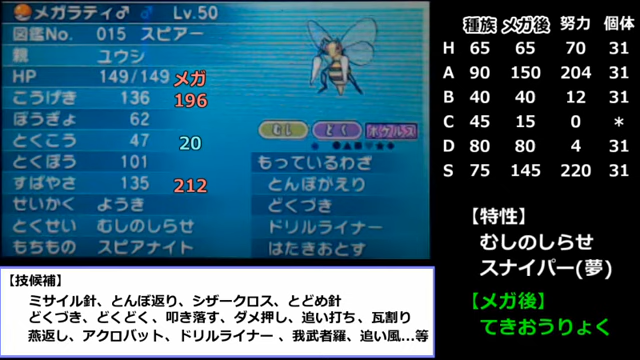 メガラティ♂ ♂ Lv.50
図鑑No. 015 スピアー
親 ユウシ
HP 149/149 メガ
こうげき 136 196
ぼうぎょ 62
とくこう 47 20
とくぼう 101
すばやさ 135 212
せいかく ようき
とくせい むしのしらせ
もちもの スピアナイト
むし どく ポケルス
もっているわざ
とんぼがえり
どくづき
ドリルライナー
はたきおとす
種族 メガ後 努力 個体
H 65 65 70 31
A 90 150 204 31
B 40 40 12 31
C 45 15 0 *
D 80 80 4 31
S 75 145 220 31
【特性】
むしのしらせ
スナイパー(夢)
【メガ後】
てきおうりょく
【技候補】
ミサイル針、とんぼ返り、シザークロス、とどめ針
どくづき、どくどく、叩き落す、ダメ押し、追い打ち、瓦割り
燕返し、アクロバット、ドリルライナー 、我武者羅、追い風…等